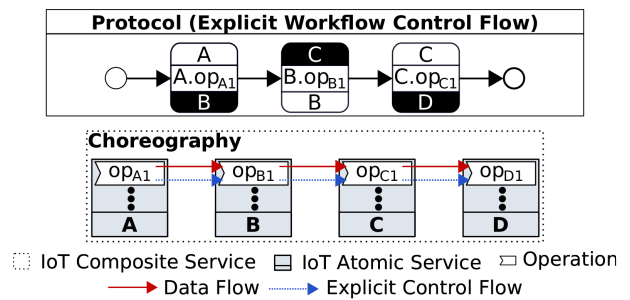 Protocol (Explicit Workflow Control Flow)
A C C
A.opA1 B.opB1 C.opC1
B B D
Choreography
opA1 opB1 opC1 opD1
A B C D
IoT Composite Service IoT Atomic Service Operation
Data Flow Explicit Control Flow